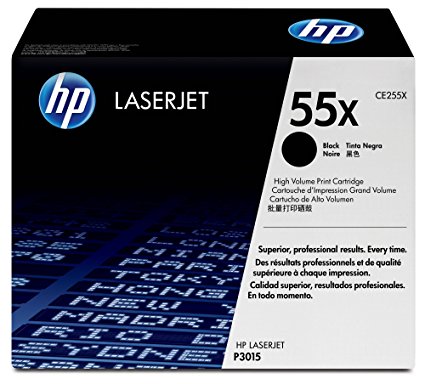 hp
hp
LASERJET
55x
CE255X
Black Tinta Negra
Noire 黑色
High Volume Print Cartridge
Cartouche d'Impression Grand Volume
Cartucho de Alto Volumen
批量打印硒鼓
Superior, professional results. Every time.
Des résultats professionnels et de qualité
supérieure à chaque impression.
Calidad superior, resultados profesionales.
En todo momento.
HP LASERJET
P3015